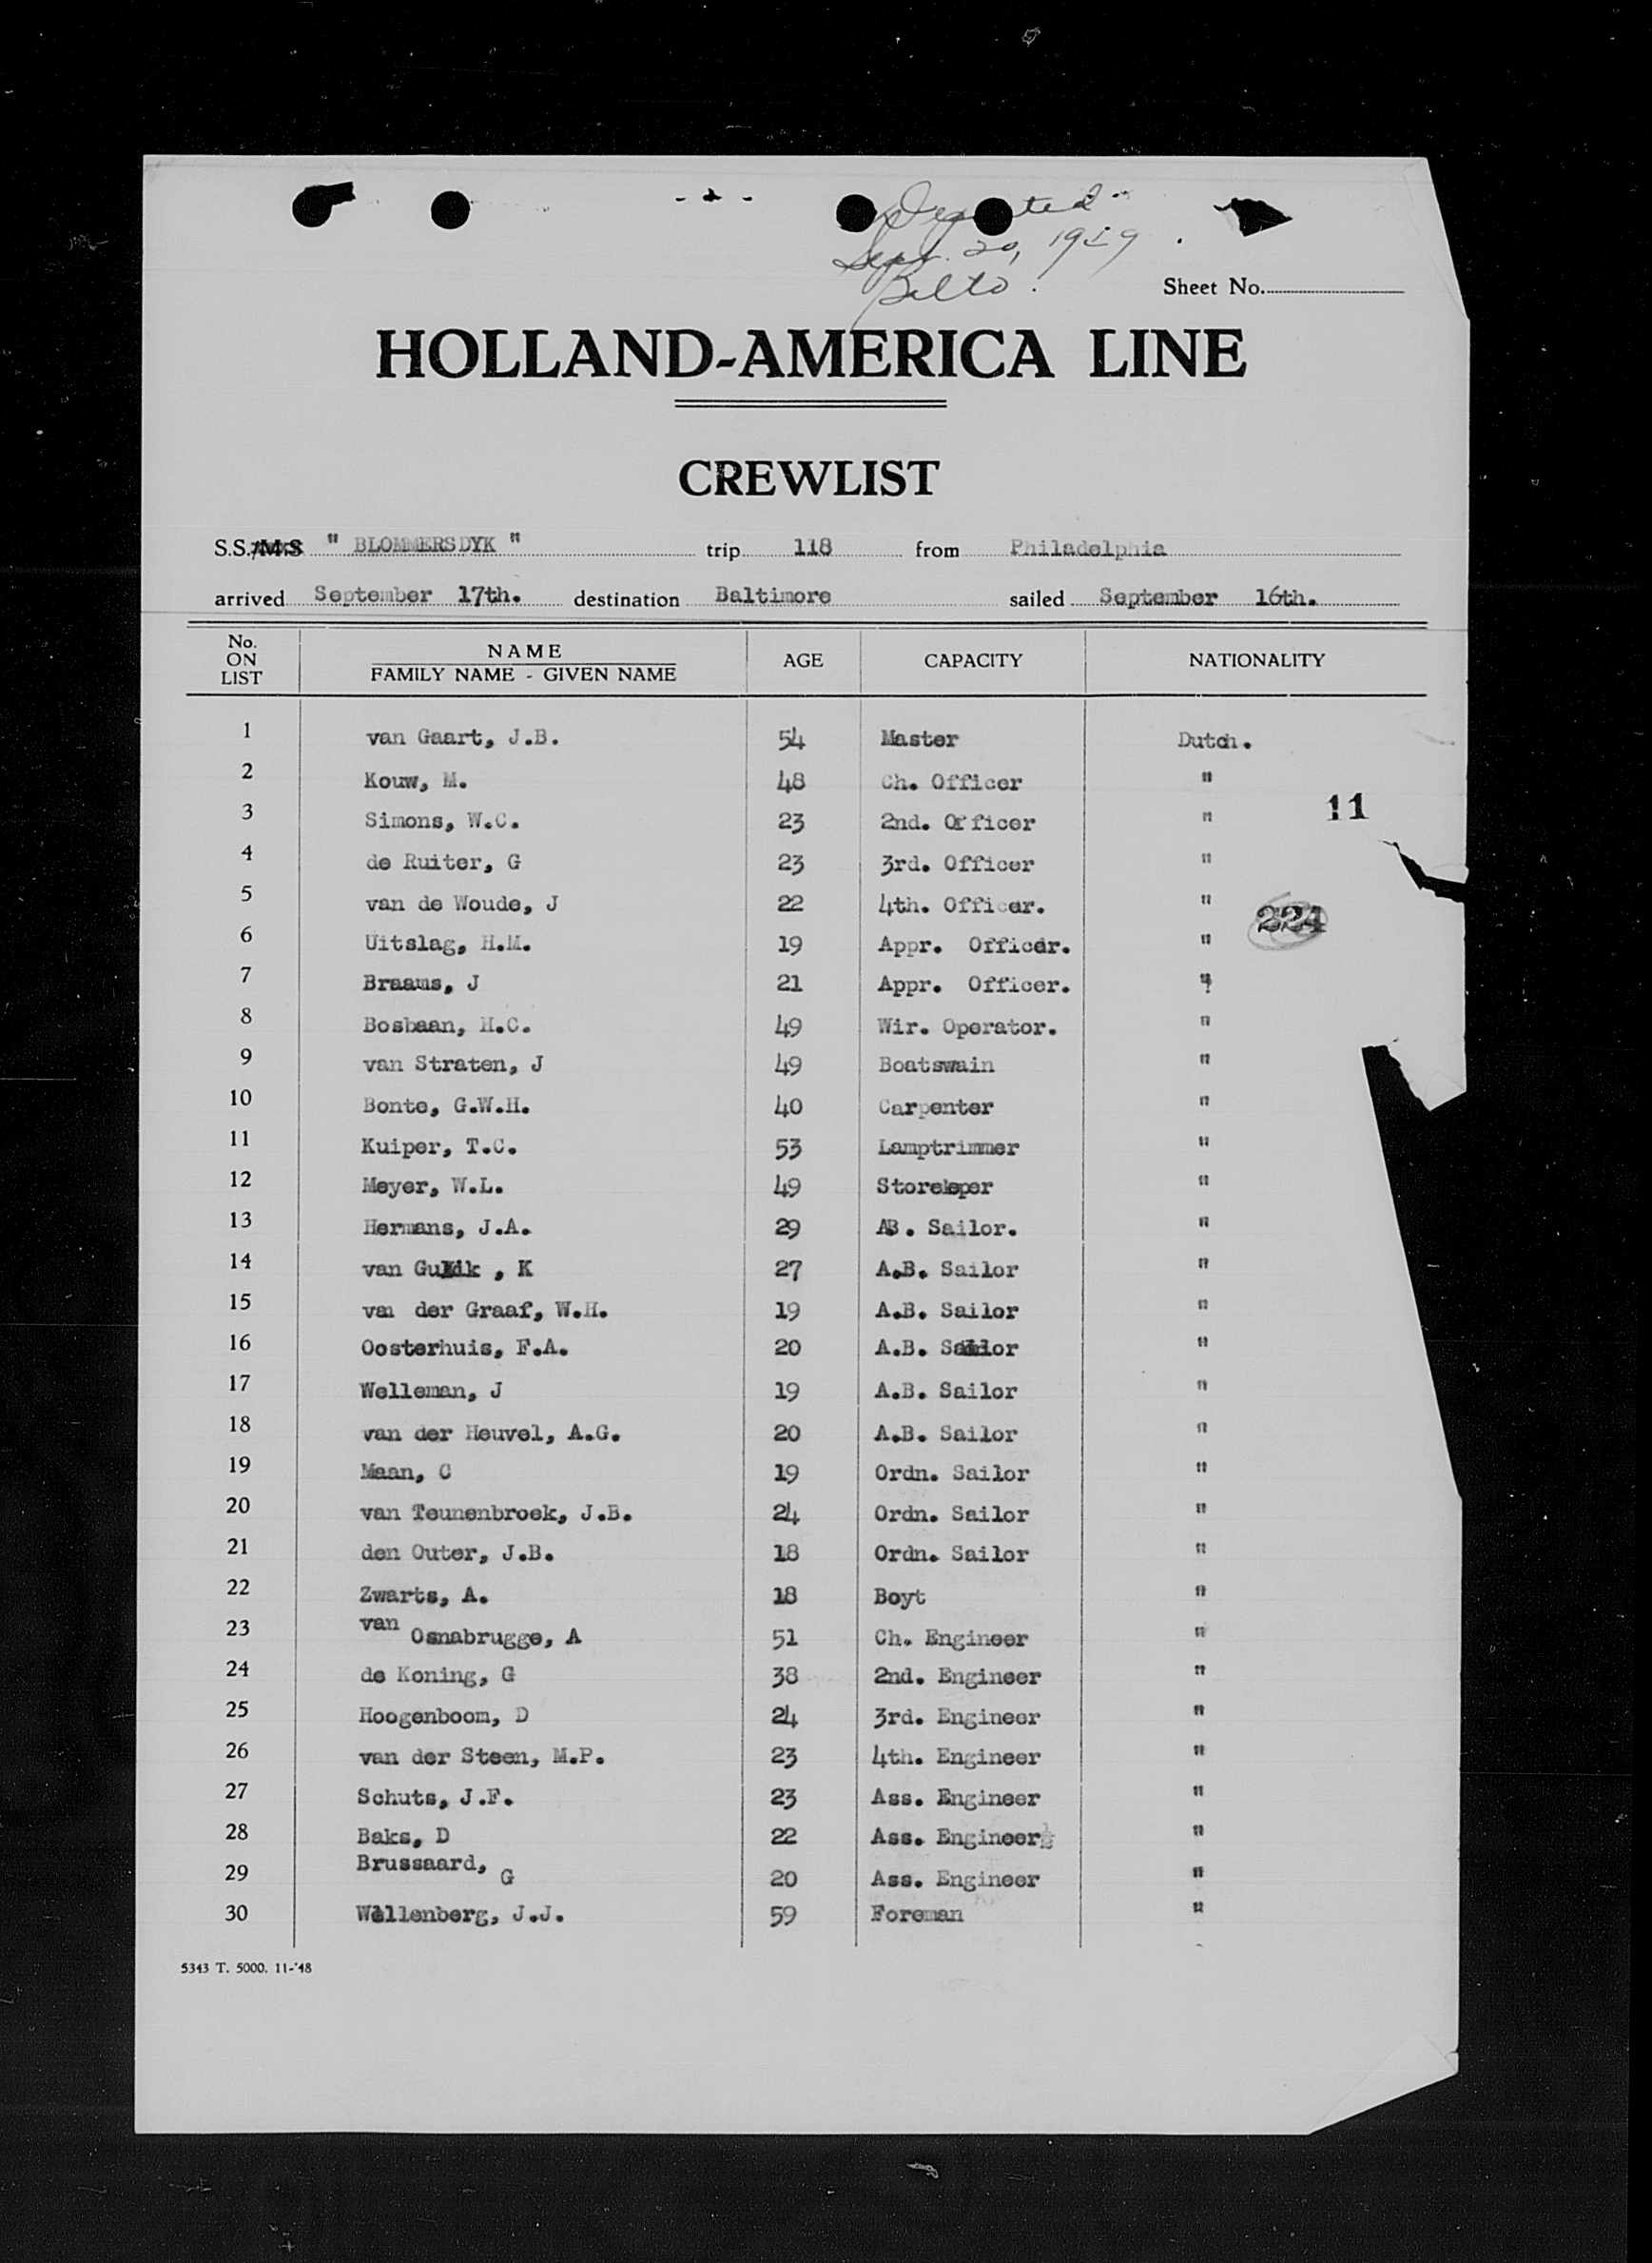 Sept. 20, 19
Balto.
Sheet No.
HOLLAND-AMERICA LINE
CREWLIST
S.S./M.S " BLOMMERSDYK " trip 118 from Philadelphia
arrived September 17th. destination Baltimore sailed September 16th.
No. ON LIST NAME FAMILY NAME - GIVEN NAME AGE CAPACITY NATIONALITY
1 van Gaart, J.B. 54 Master Dutch.
2 Kouw, M. 48 Ch. Officer "
11
3 Simons, W.C. 23 2nd. Officer "
4 de Ruiter, G 23 3rd. Officer "
5 van de Woude, J 22 4th. Officer. "
224
6 Uitslag, H.M. 19 Appr. Officer. "
7 Braams, J 21 Appr. Officer. "
8 Bosbaan, H.C. 49 Wir. Operator. "
9 van Straten, J 49 Boatswain "
10 Bonte, G.W.H. 40 Carpenter "
11 Kuiper, T.C. 53 Lamptrimmer "
12 Meyer, W.L. 49 Storekeper "
13 Hermans, J.A. 29 AB. Sailor. "
14 van , K 27 A.B. Sailor "
15 van der Graaf, W.H. 19 A.B. Sailor "
16 Oosterhuis, F.A. 20 A.B. Sailor "
17 Welleman, J 19 A.B. Sailor "
18 van der Heuvel, A.G. 20 A.B. Sailor "
19 Maan, C 19 Ordn. Sailor "
20 van Teunenbroek, J.B. 24 Ordn. Sailor "
21 den Outer, J.B. 18 Ordn. Sailor "
22 Zwarts, A. 18 Boyt "
23 van Osnabrugge, A 51 Ch. Engineer "
24 de Koning, G 38 2nd. Engineer "
25 Hoogenboom, D 24 3rd. Engineer "
26 van der Steen, M.P. 23 4th. Engineer "
27 Schuts, J.F. 23 Ass. Engineer "
28 Baks, D 22 Ass. Engineer "
29 Brussaard, G 20 Ass. Engineer "
30 Wallenberg, J.J. 59 Foreman "
5343 T. 5000. 11-'48